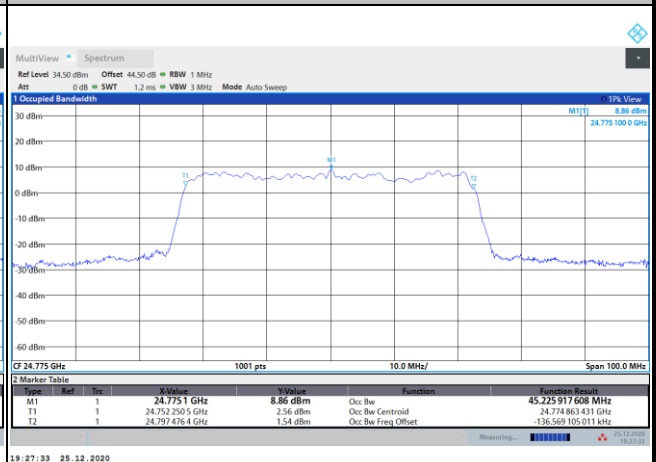 MultiView Spectrum
Ref Level 34.50 dBm Offset 44.50 dB RBW 1 MHz
Att 0 dB SWT 1.2 ms VBW 3 MHz Mode Auto Sweep
1 Occupied Bandwidth 1Pk View
M1[1] 8.86 dBm
24.775 100 0 GHz
30 dBm
20 dBm
M1
10 dBm
T1 T2
0 dBm
-10 dBm
-20 dBm
-30 dBm
-40 dBm
-50 dBm
-60 dBm
CF 24.775 GHz 1001 pts 10.0 MHz/ Span 100.0 MHz
2 Marker Table
Type Ref Trc X-Value Y-Value Function Function Result
M1 1 24.7751 GHz 8.86 dBm Occ Bw 45.225 917 608 MHz
T1 1 24.752 250 5 GHz 2.56 dBm Occ Bw Centroid 24.774 863 431 GHz
T2 1 24.797 476 4 GHz 1.54 dBm Occ Bw Freq Offset -136.569 105 011 kHz
Measuring... 25.12.2020
19:27:32
19:27:33 25.12.2020